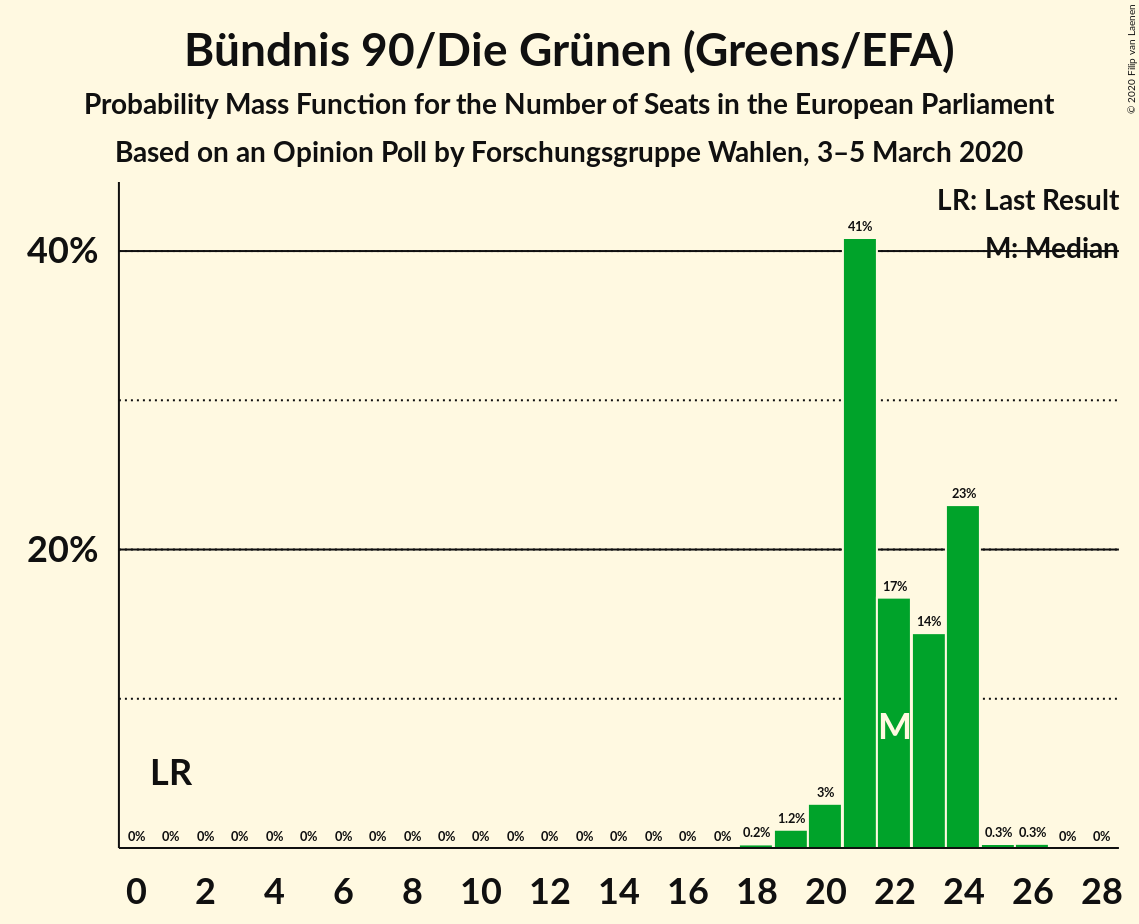 Bündnis 90/Die Grünen (Greens/EFA)
Probability Mass Function for the Number of Seats in the European Parliament
Based on an Opinion Poll by Forschungsgruppe Wahlen, 3–5 March 2020
© 2020 Filip van Laenen
LR: Last Result
M: Median
40%
20%
41%
23%
17%
14%
M
LR
3%
0% 0% 0% 0% 0% 0% 0% 0% 0% 0% 0% 0% 0% 0% 0% 0% 0% 0% 0.2% 1.2% 0.3% 0.3% 0% 0%
0 2 4 6 8 10 12 14 16 18 20 22 24 26 28